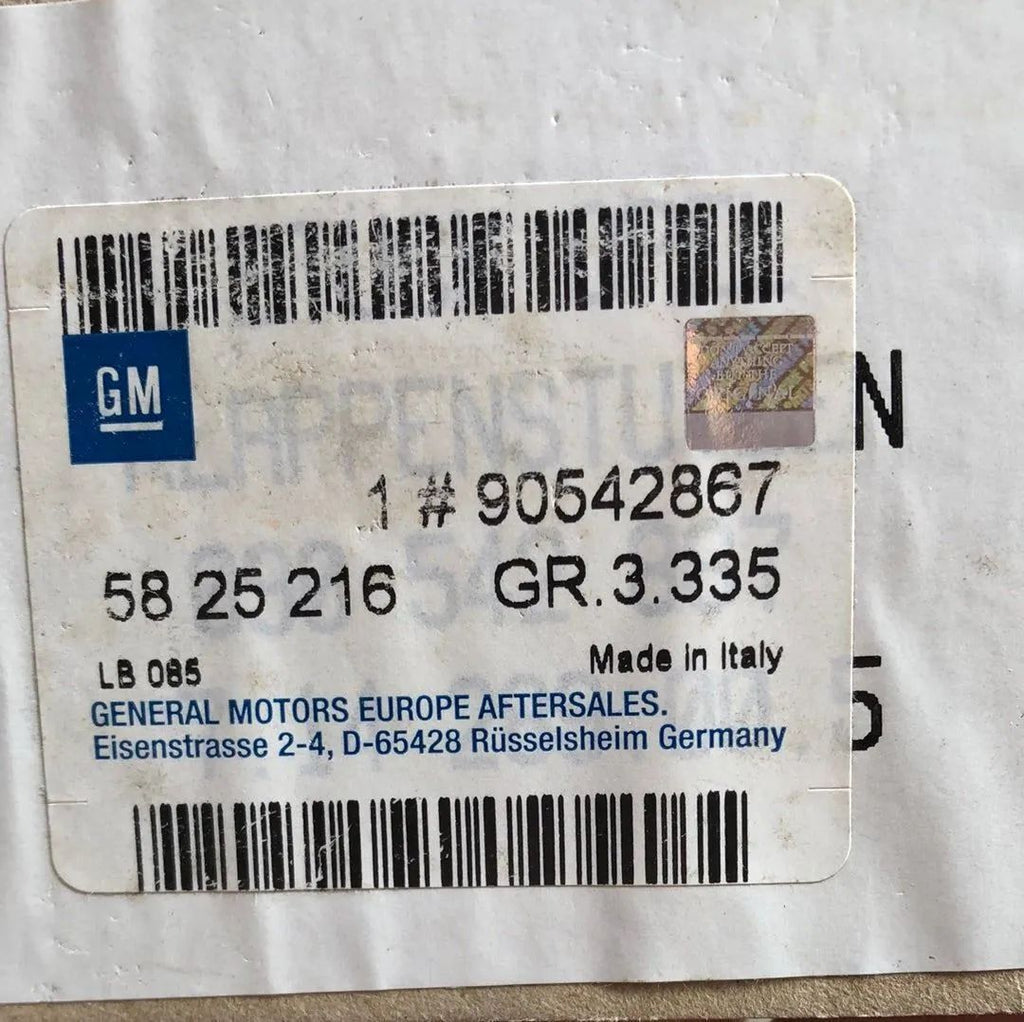 GM
N
1 # 90542867
58 25 216 GR.3.335
LB 085 Made in Italy
5
GENERAL MOTORS EUROPE AFTERSALES.
Eisenstrasse 2-4, D-65428 Rüsselsheim Germany